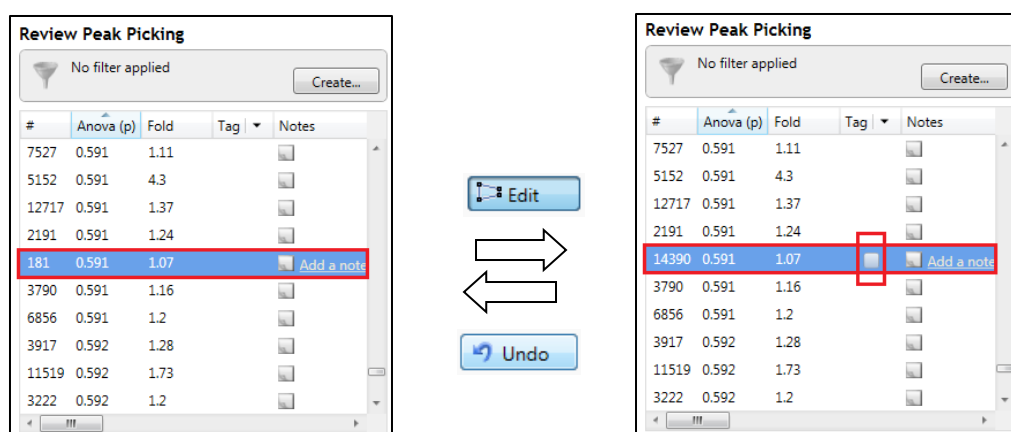 Review Peak Picking
No filter applied
Create...
# Anova (p) Fold Tag Notes
7527 0.591 1.11
5152 0.591 4.3
12717 0.591 1.37
2191 0.591 1.24
181 0.591 1.07 Add a note
3790 0.591 1.16
6856 0.591 1.2
3917 0.592 1.28
11519 0.592 1.73
3222 0.592 1.2
Edit
Undo
Review Peak Picking
No filter applied
Create...
# Anova (p) Fold Tag Notes
7527 0.591 1.11
5152 0.591 4.3
12717 0.591 1.37
2191 0.591 1.24
14390 0.591 1.07 Add a note
3790 0.591 1.16
6856 0.591 1.2
3917 0.592 1.28
11519 0.592 1.73
3222 0.592 1.2